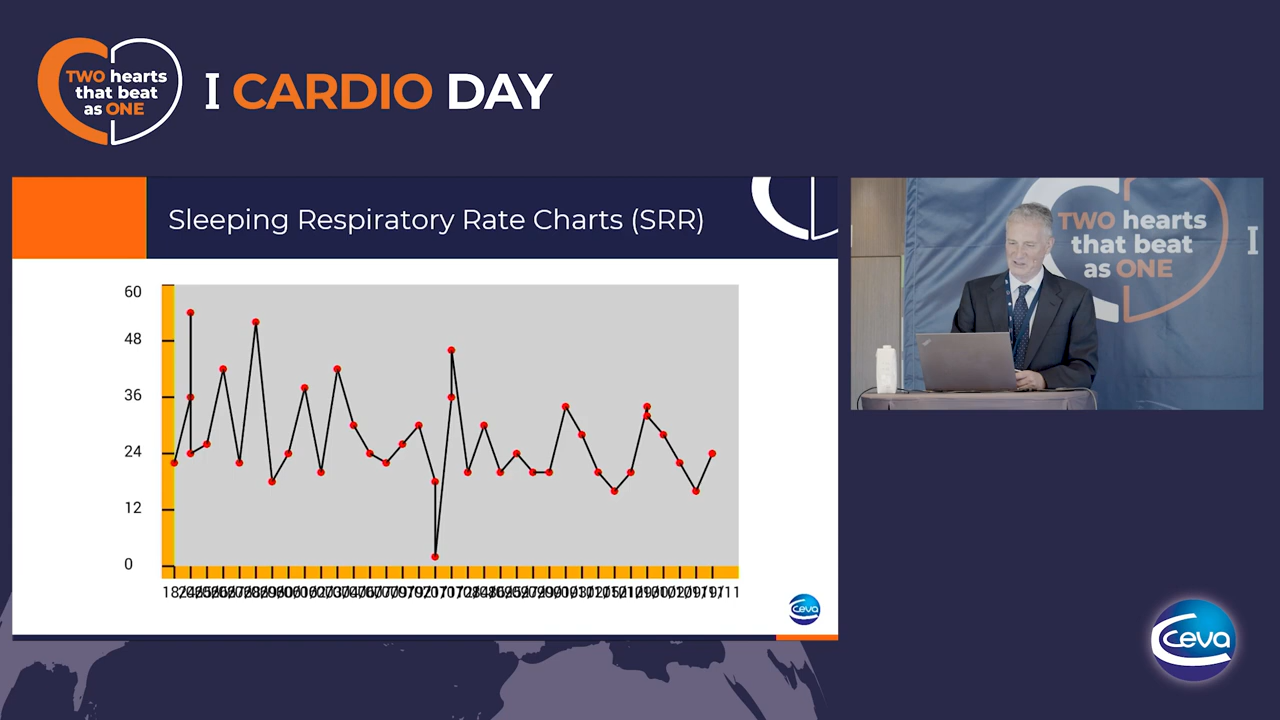 TWO hearts
that beat
as ONE
I CARDIO DAY
Sleeping Respiratory Rate Charts (SRR)
60
48
36
24
12
0
ceva
TWO hearts
that beat
as ONE
I
ceva